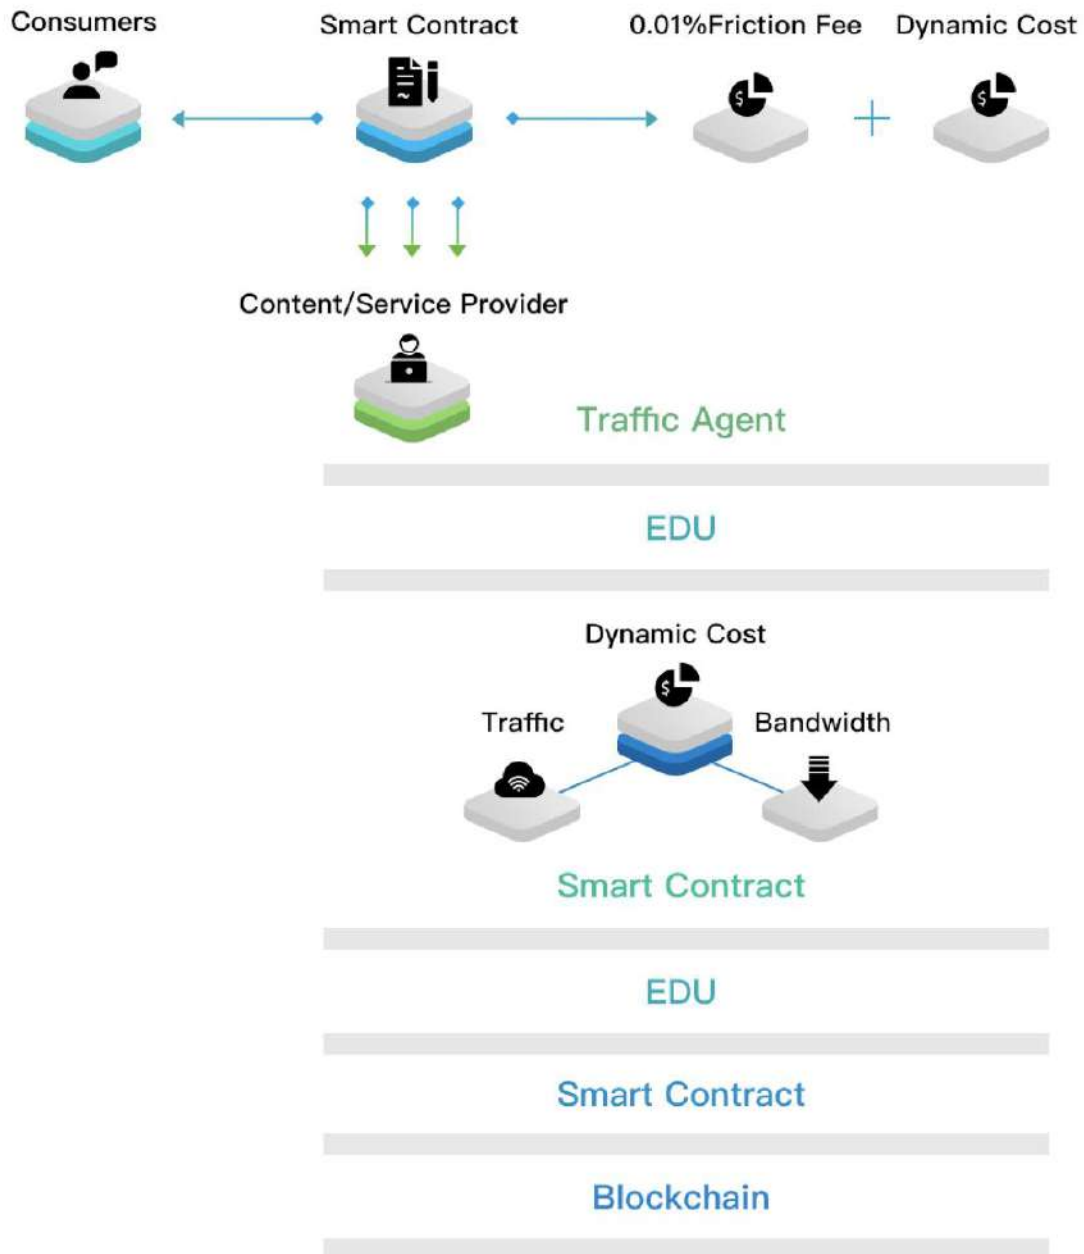 Consumers
Smart Contract
0.01%Friction Fee
Dynamic Cost
Content/Service Provider
Traffic Agent
EDU
Dynamic Cost
Traffic
Bandwidth
Smart Contract
EDU
Smart Contract
Blockchain